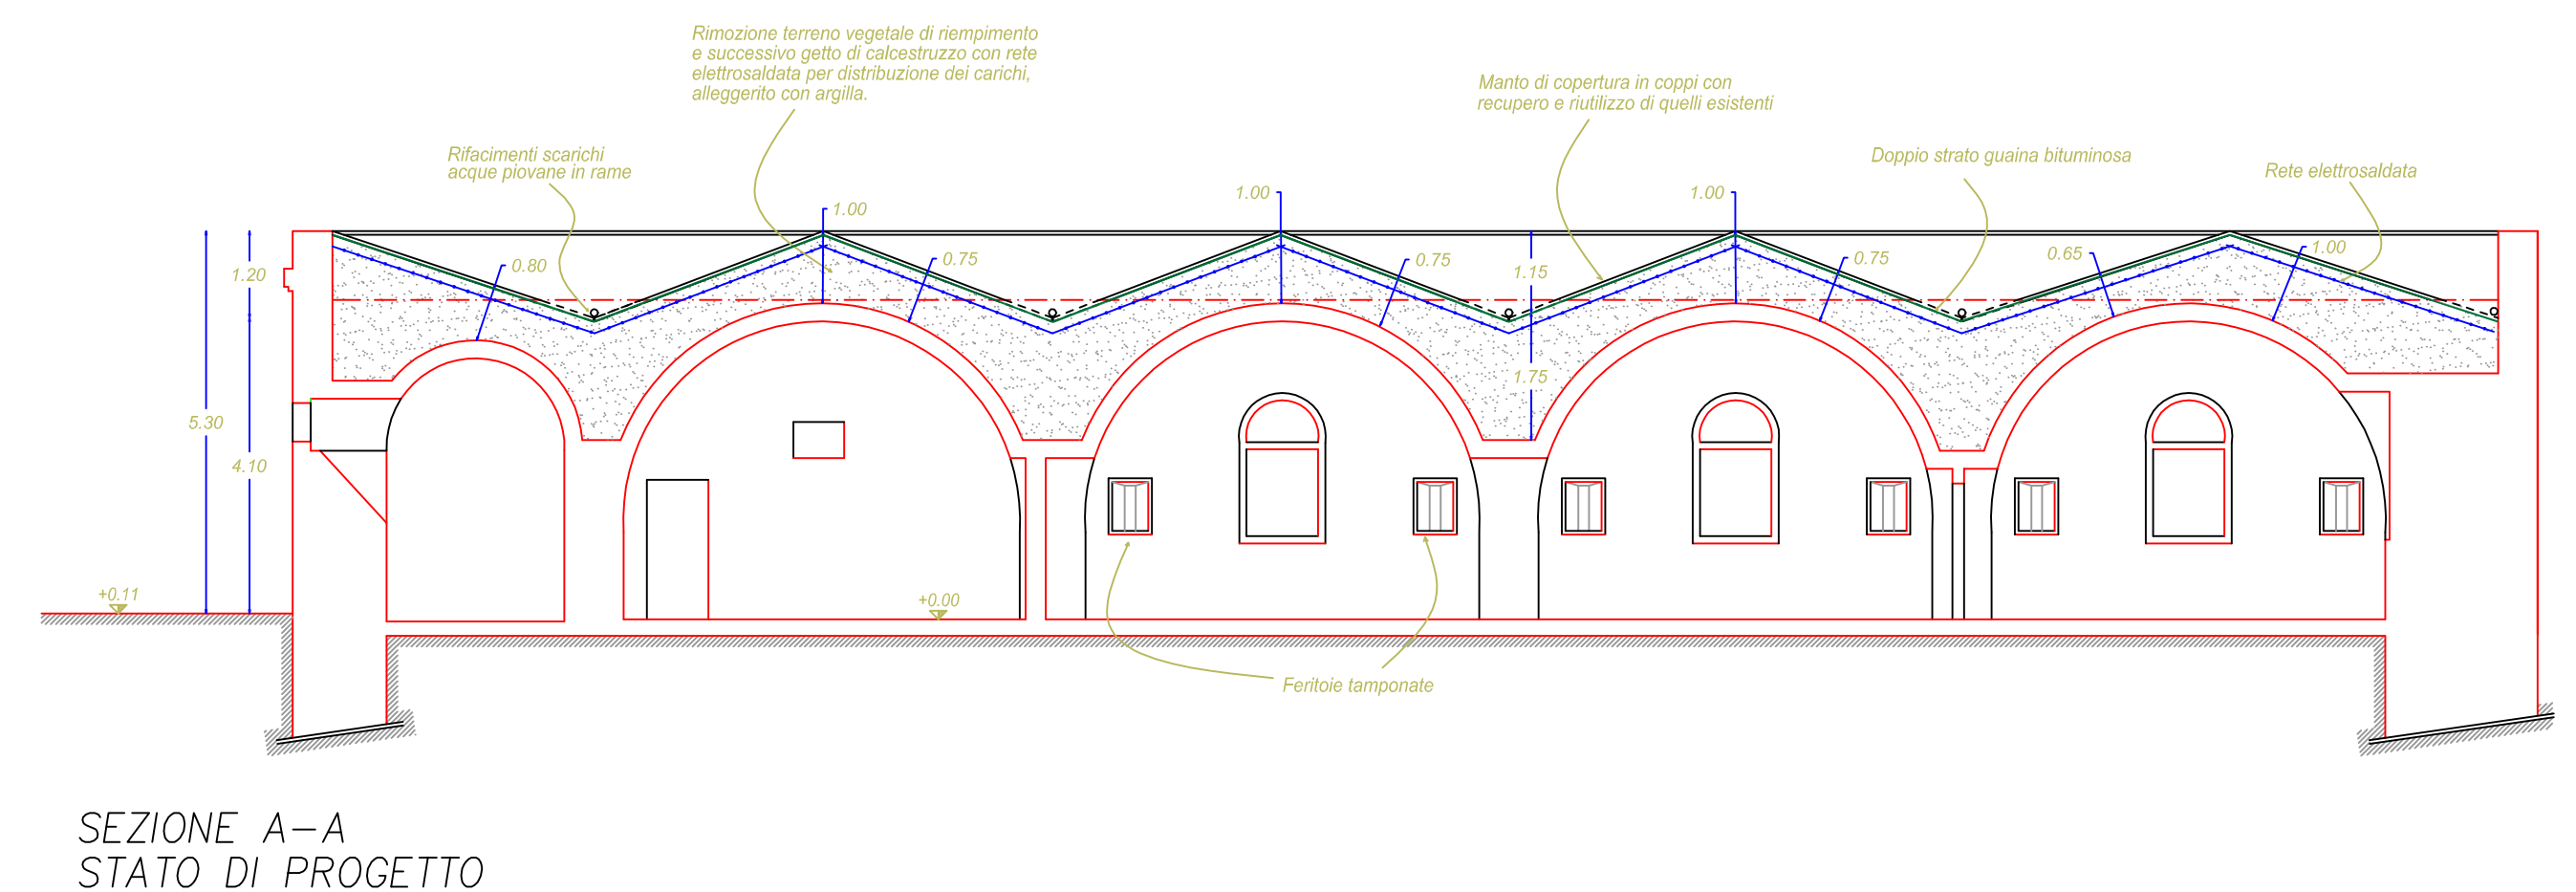 Rimozione terreno vegetale di riempimento
e successivo getto di calcestruzzo con rete
elettrosaldata per distribuzione dei carichi,
alleggerito con argilla.
Manto di copertura in coppi con
recupero e riutilizzo di quelli esistenti
Rifacimenti scarichi
acque piovane in rame
Doppio strato guaina bituminosa
Rete elettrosaldata
1.00
1.00
1.00
1.20
0.80
0.75
0.75
1.15
0.75
0.65
1.00
1.75
5.30
4.10
+0.11
+0.00
Feritoie tamponate
SEZIONE A-A
STATO DI PROGETTO